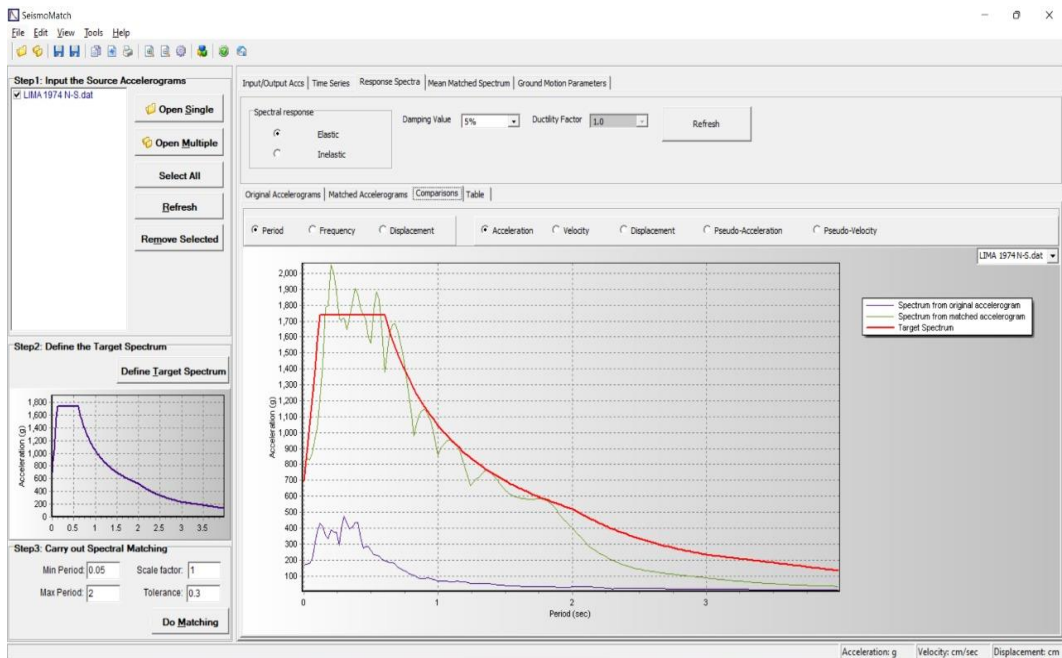 SeismoMatch
File Edit View Tools Help
Step1: Input the Source Accelerograms
LIMA 1974 N-S.dat
Open Single
Open Multiple
Select All
Refresh
Remove Selected
Step2: Define the Target Spectrum
Define Target Spectrum
Acceleration (g)
1,800
1,600
1,400
1,200
1,000
800
600
400
200
0
0 0.5 1 1.5 2 2.5 3 3.5
Step3: Carry out Spectral Matching
Min Period: 0.05 Scale factor: 1
Max Period: 2 Tolerance: 0.3
Do Matching
Input/Output Accs Time Series Response Spectra Mean Matched Spectrum Ground Motion Parameters
Spectral response
Elastic
Inelastic
Damping Value 5% Ductility Factor 1.0 Refresh
Original Accelerograms Matched Accelerograms Comparisons Table
Period Frequency Displacement Acceleration Velocity Displacement Pseudo-Acceleration Pseudo-Velocity
LIMA 1974 N-S.dat
Acceleration (g)
2,000
1,900
1,800
1,700
1,600
1,500
1,400
1,300
1,200
1,100
1,000
900
800
700
600
500
400
300
200
100
0 1 2 3
Period (sec)
Spectrum from original accelerogram
Spectrum from matched accelerogram
Target Spectrum
Acceleration: g Velocity: cm/sec Displacement: cm